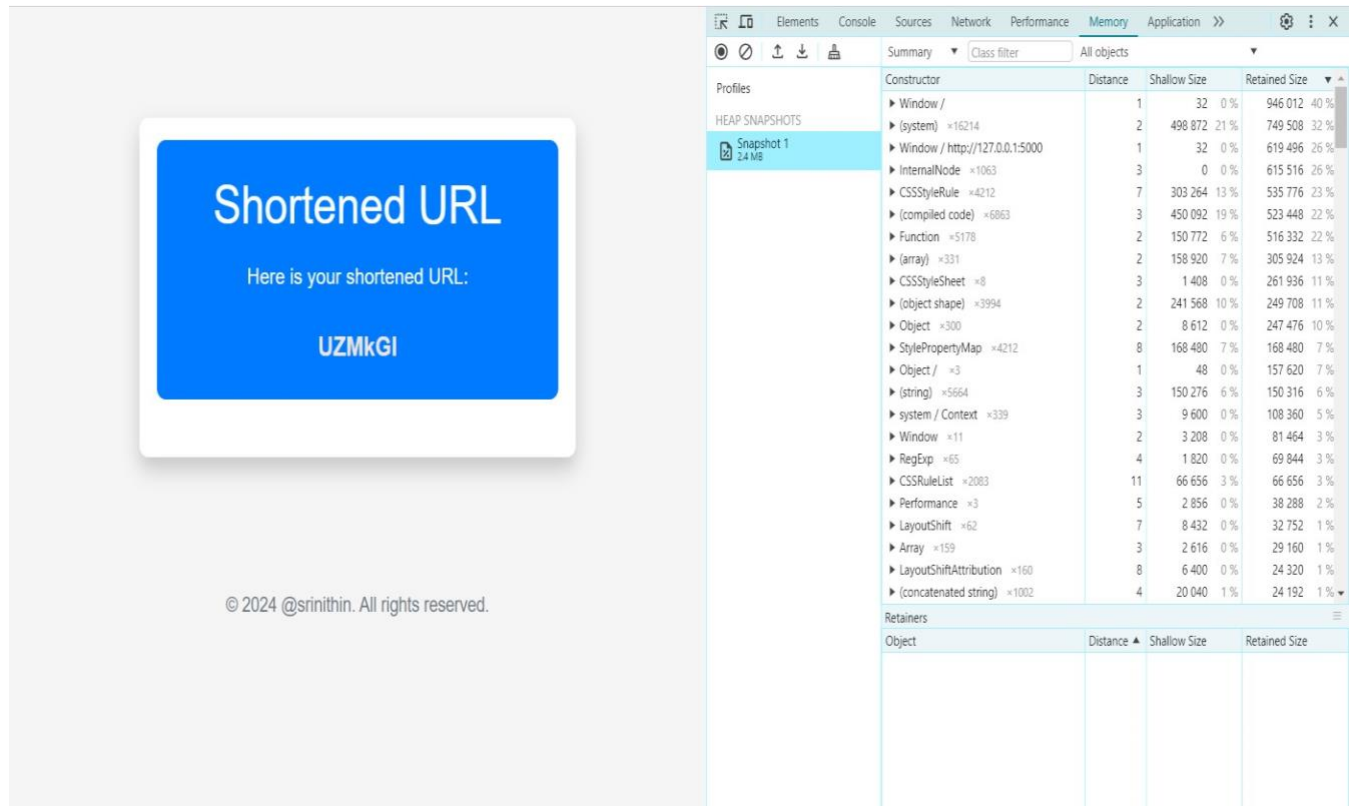 Shortened URL
Here is your shortened URL:
UZMkGI
© 2024 @srinithin. All rights reserved.
Elements Console Sources Network Performance Memory Application
Summary Class filter All objects
Profiles
HEAP SNAPSHOTS
Snapshot 1
2.4 MB
Constructor Distance Shallow Size Retained Size
Window / 1 32 0 % 946 012 40 %
(system) ×16214 2 498 872 21 % 749 508 32 %
Window / http://127.0.0.1:5000 1 32 0 % 619 496 26 %
InternalNode ×1063 3 0 0 % 615 516 26 %
CSSStyleRule ×4212 7 303 264 13 % 535 776 23 %
(compiled code) ×6863 3 450 092 19 % 523 448 22 %
Function ×5178 2 150 772 6 % 516 332 22 %
(array) ×331 2 158 920 7 % 305 924 13 %
CSSStyleSheet ×8 3 1 408 0 % 261 936 11 %
(object shape) ×3994 2 241 568 10 % 249 708 11 %
Object ×300 2 8 612 0 % 247 476 10 %
StylePropertyMap ×4212 8 168 480 7 % 168 480 7 %
Object / ×3 1 48 0 % 157 620 7 %
(string) ×5664 3 150 276 6 % 150 316 6 %
system / Context ×339 3 9 600 0 % 108 360 5 %
Window ×11 2 3 208 0 % 81 464 3 %
RegExp ×65 4 1 820 0 % 69 844 3 %
CSSRuleList ×2083 11 66 656 3 % 66 656 3 %
Performance ×3 5 2 856 0 % 38 288 2 %
LayoutShift ×62 7 8 432 0 % 32 752 1 %
Array ×159 3 2 616 0 % 29 160 1 %
LayoutShiftAttribution ×160 8 6 400 0 % 24 320 1 %
(concatenated string) ×1002 4 20 040 1 % 24 192 1 %
Retainers
Object Distance Shallow Size Retained Size